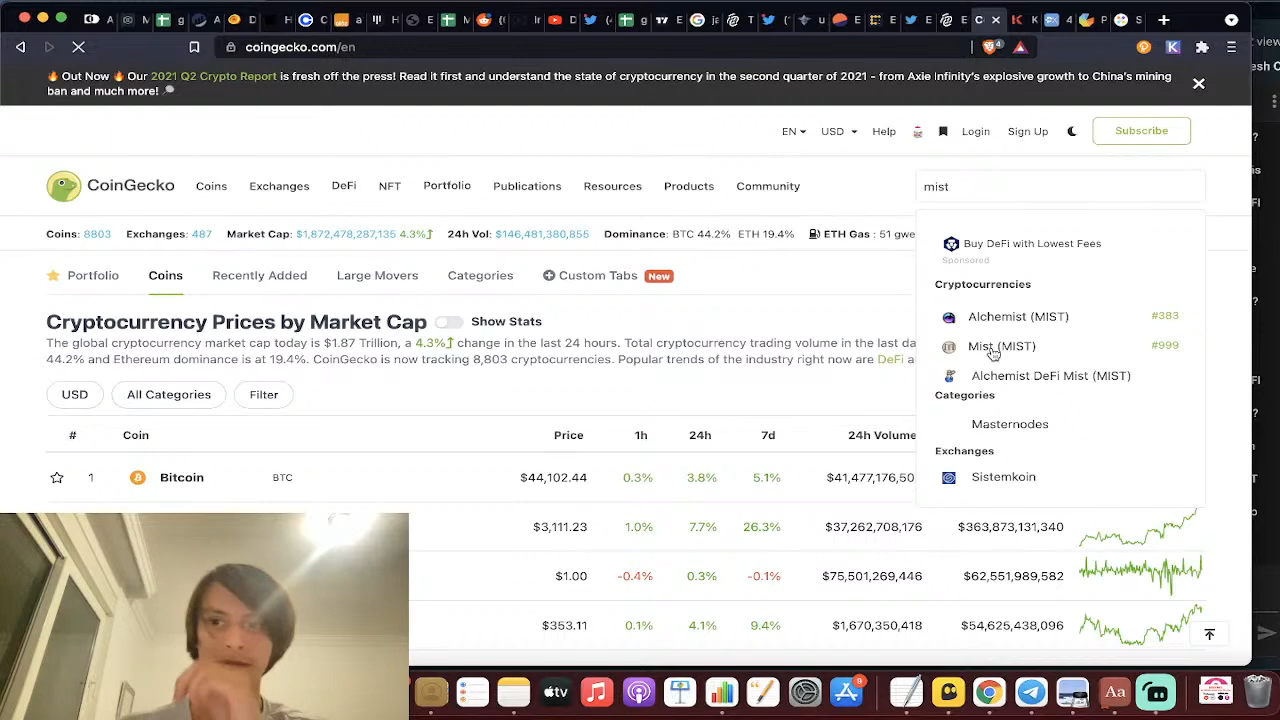 A
g
A
D
H
C
a
H
C
M
D
g
T
g
T
E
C
K
K
4
P
S
coingecko.com/en
4
🔥 Out Now 🔥 Our 2021 Q2 Crypto Report is fresh off the press! Read it first and understand the state of cryptocurrency in the second quarter of 2021 - from Axie Infinity's explosive growth to China's mining
ban and much more!
EN USD Help Login Sign Up Subscribe
CoinGecko Coins Exchanges DeFi NFT Portfolio Publications Resources Products Community mist
Coins: 8803 Exchanges: 487 Market Cap: $1,872,478,287,135 4.3% 24h Vol: $146,481,380,855 Dominance: BTC 44.2% ETH 19.4% ETH Gas: 51 gwe
Buy DeFi with Lowest Fees
Sponsored
Portfolio Coins Recently Added Large Movers Categories Custom Tabs New
Cryptocurrencies
Alchemist (MIST) #383
Mist (MIST) #999
Alchemist DeFi Mist (MIST)
Categories
Masternodes
Exchanges
Sistemkoin
Cryptocurrency Prices by Market Cap Show Stats
The global cryptocurrency market cap today is $1.87 Trillion, a 4.3% change in the last 24 hours. Total cryptocurrency trading volume in the last da
44.2% and Ethereum dominance is at 19.4%. CoinGecko is now tracking 8,803 cryptocurrencies. Popular trends of the industry right now are DeFi a
USD All Categories Filter
# Coin Price 1h 24h 7d 24h Volume
1 Bitcoin BTC $44,102.44 0.3% 3.8% 5.1% $41,477,176,50
$3,111.23 1.0% 7.7% 26.3% $37,262,708,176 $363,873,131,340
$1.00 -0.4% 0.3% -0.1% $75,501,269,446 $62,551,989,582
$353.11 0.1% 4.1% 9.4% $1,670,350,418 $54,625,438,096
tv
9
Aa